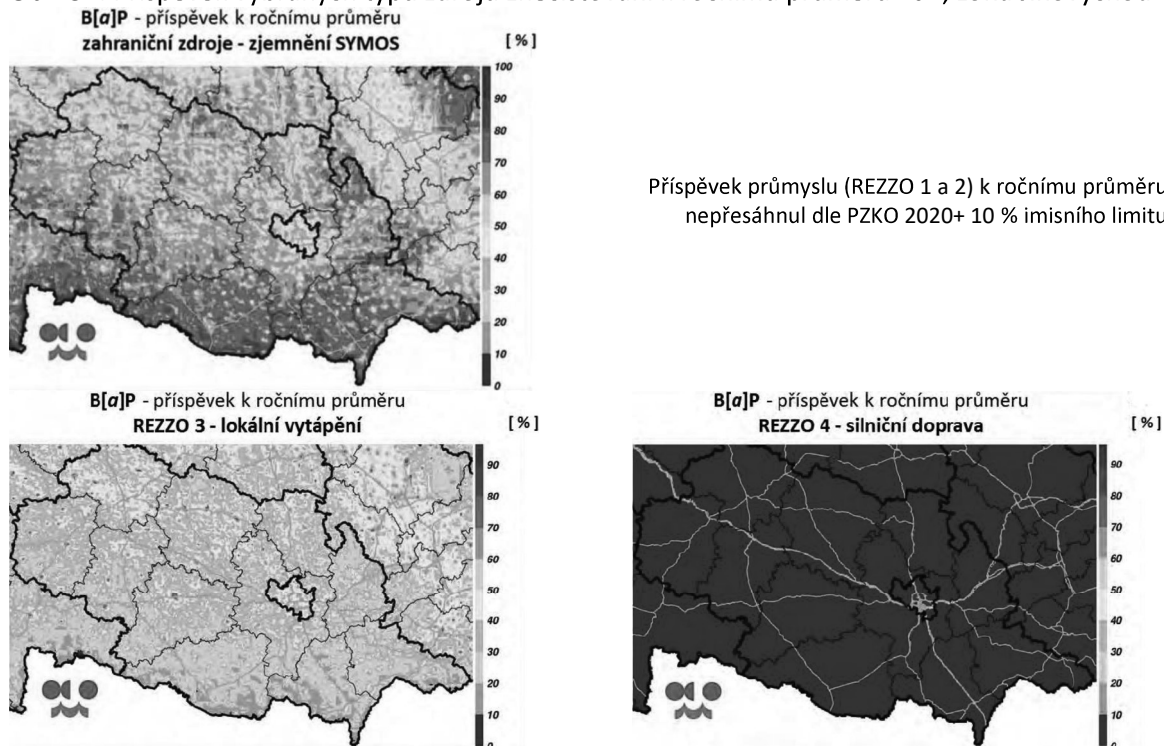 B[a]P - příspěvek k ročnímu průměru
zahraniční zdroje - zjemnění SYMOS
[ % ]
100
90
80
70
60
50
40
30
20
10
0
Příspěvek průmyslu (REZZO 1 a 2) k ročnímu průměru
nepřesáhnul dle PZKO 2020+ 10 % imisního limitu
B[a]P - příspěvek k ročnímu průměru
REZZO 3 - lokální vytápění
[ % ]
90
80
70
60
50
40
30
20
10
B[a]P - příspěvek k ročnímu průměru
REZZO 4 - silniční doprava
[ % ]
90
80
70
60
50
40
30
20
10